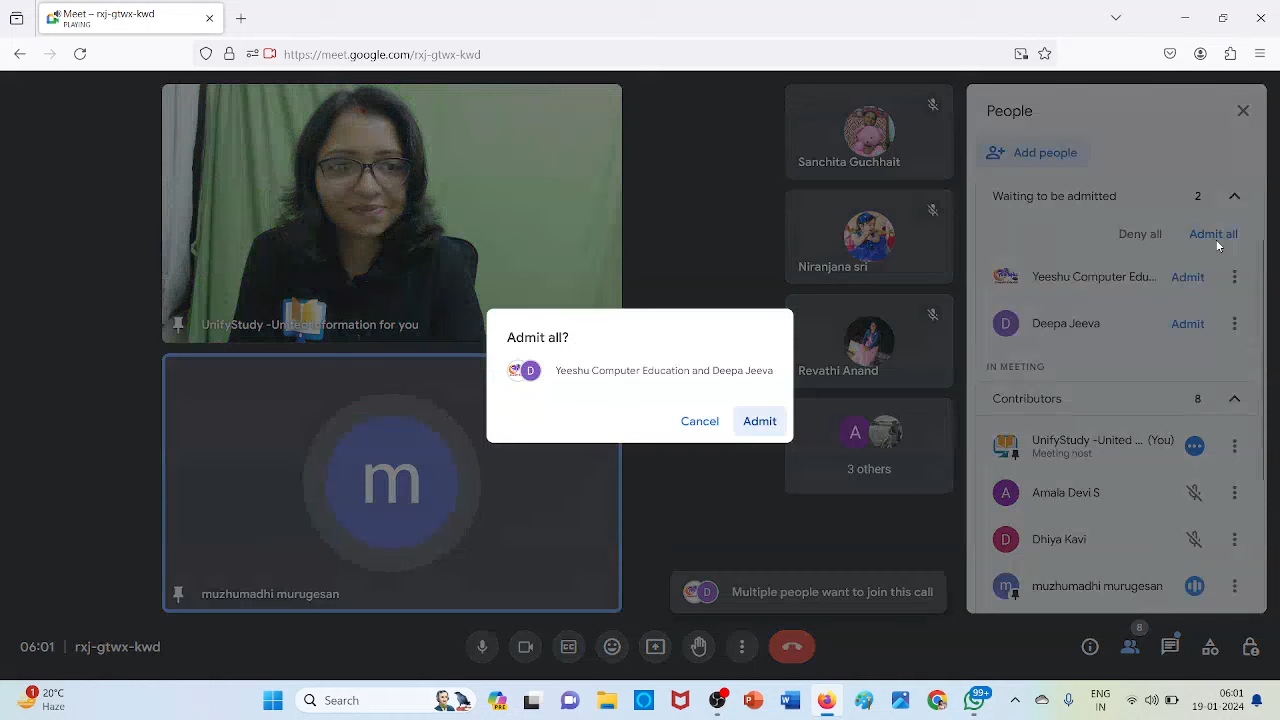 Meet – rxj-gtwx-kwd
PLAYING
https://meet.google.com/rxj-gtwx-kwd
UnifyStudy -United Information for you
m
muzhumadhi murugesan
Sanchita Guchhait
Niranjana sri
Revathi Anand
A
3 others
D
Multiple people want to join this call
Admit all?
D
Yeeshu Computer Education and Deepa Jeeva
Cancel
Admit
People
Add people
Waiting to be admitted 2
Deny all Admit all
Yeeshu Computer Edu... Admit
D Deepa Jeeva Admit
IN MEETING
Contributors 8
UnifyStudy -United ... (You)
Meeting host
A Amala Devi S
D Dhiya Kavi
m muzhumadhi murugesan
06:01 | rxj-gtwx-kwd
CC
8
1
20°C
Haze
Search
PRE
99+
ENG
IN
06:01
19-01-2024